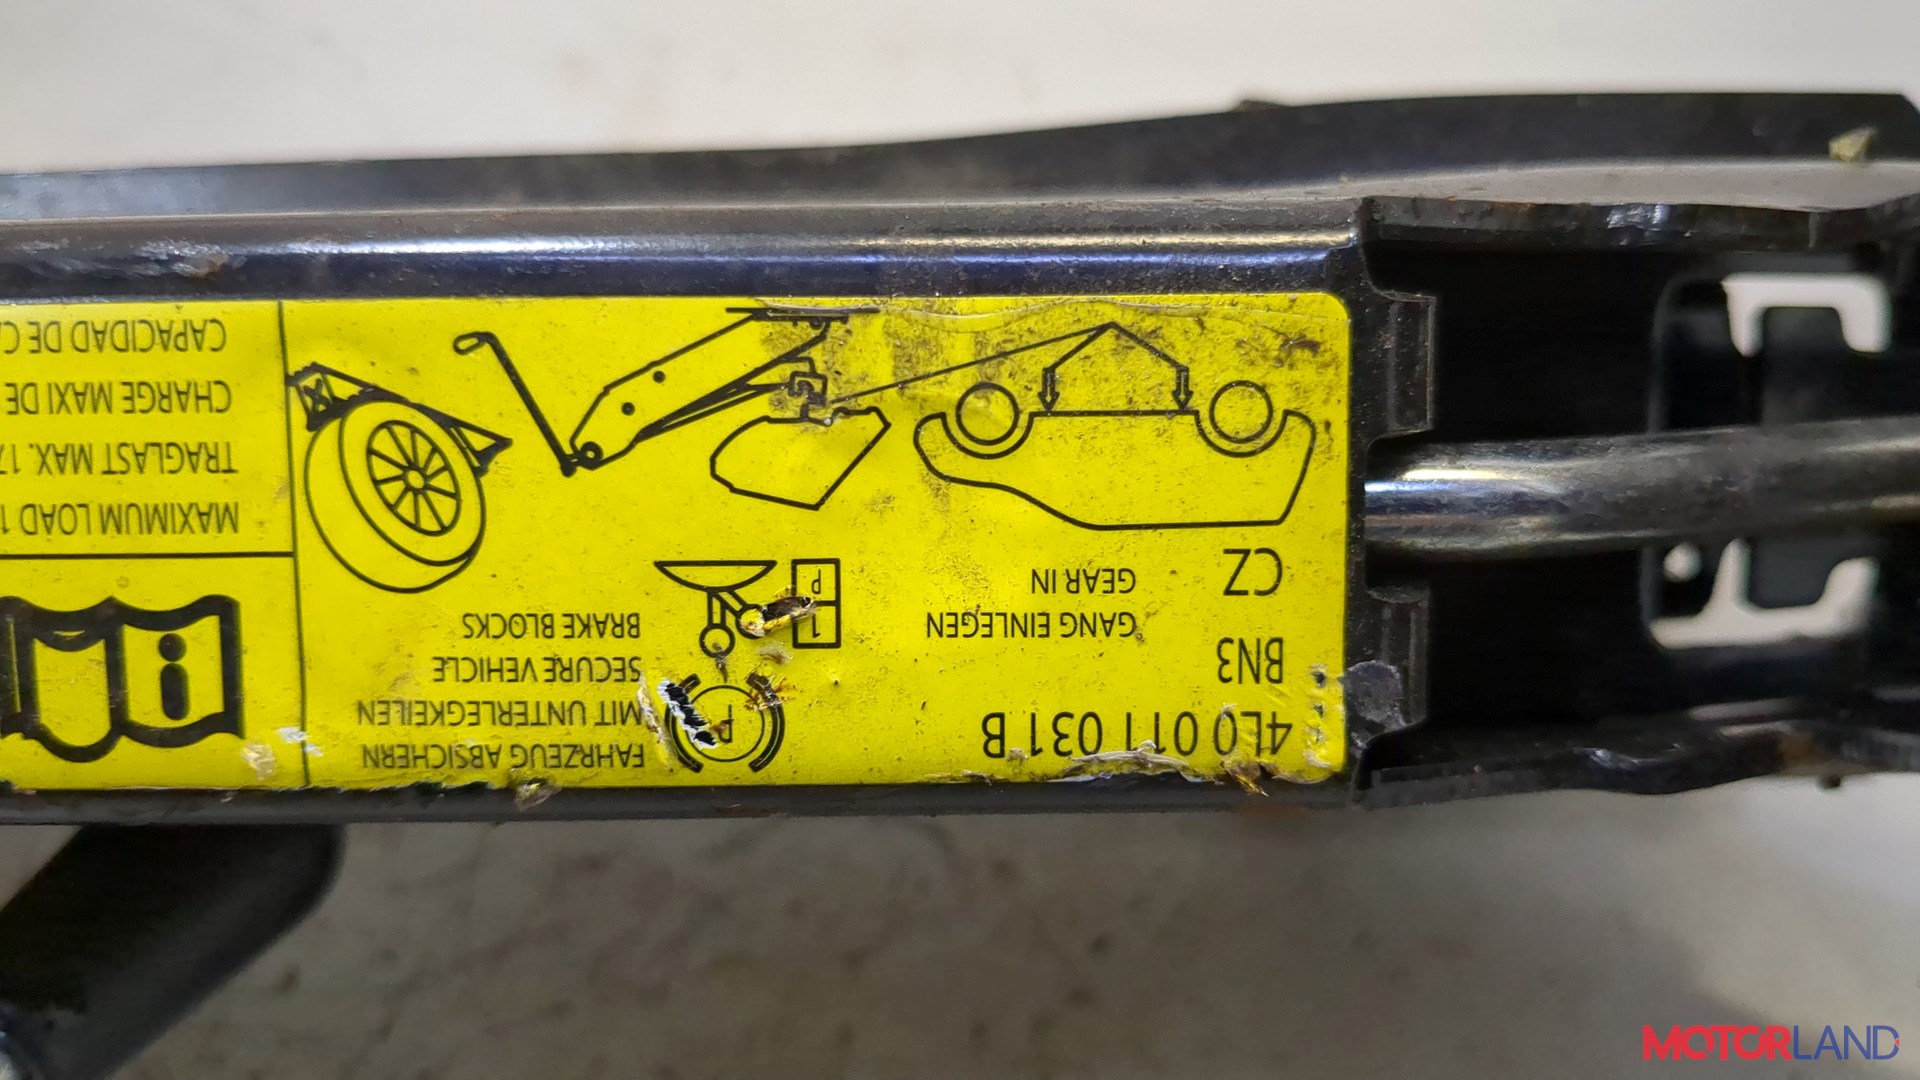 4L0 011 031 B
BN3
CZ
GANG EINLEGEN
GEAR IN
1
P
P
FAHRZEUG ABSICHERN
MIT UNTERLEGKEILEN
SECURE VEHICLE
BRAKE BLOCKS
i
MAXIMUM LOAD
TRAGLAST MAX.
CHARGE MAXI DE
CAPACIDAD DE
MOTORLAND